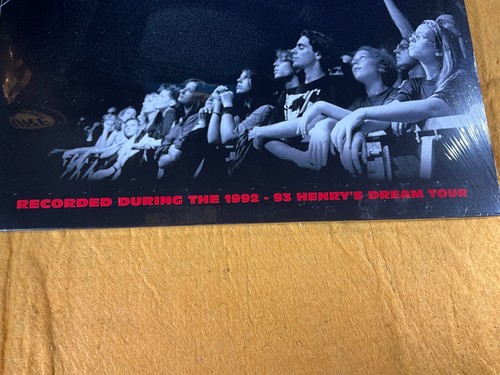 RECORDED DURING THE 1992 - 93 HENRY'S DREAM TOUR